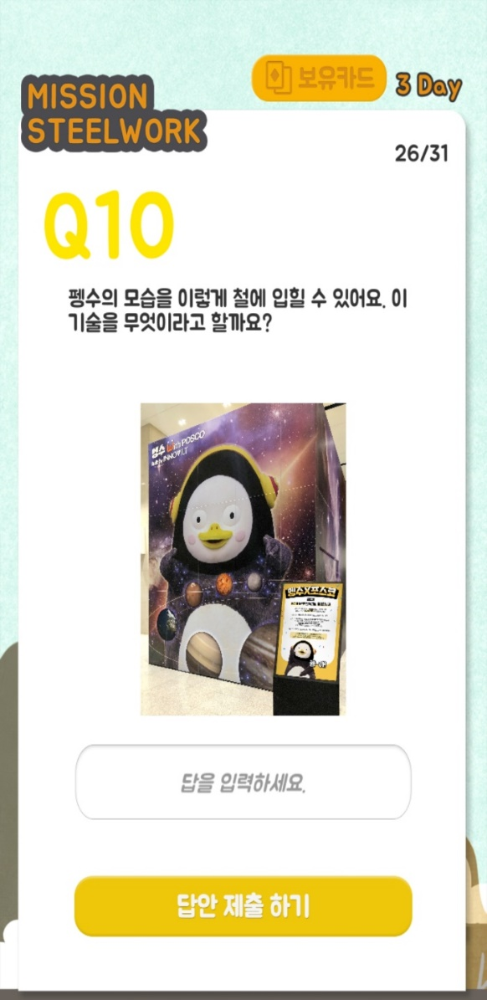 보유카드
3 Day
MISSION
STEELWORK
26/31
Q10
펭수의 모습을 이렇게 철에 입힐 수 있어요. 이
기술을 무엇이라고 할까요?
펭수 with POSCO
INNOVILT
펭수X포스코
답을 입력하세요.
답안 제출 하기